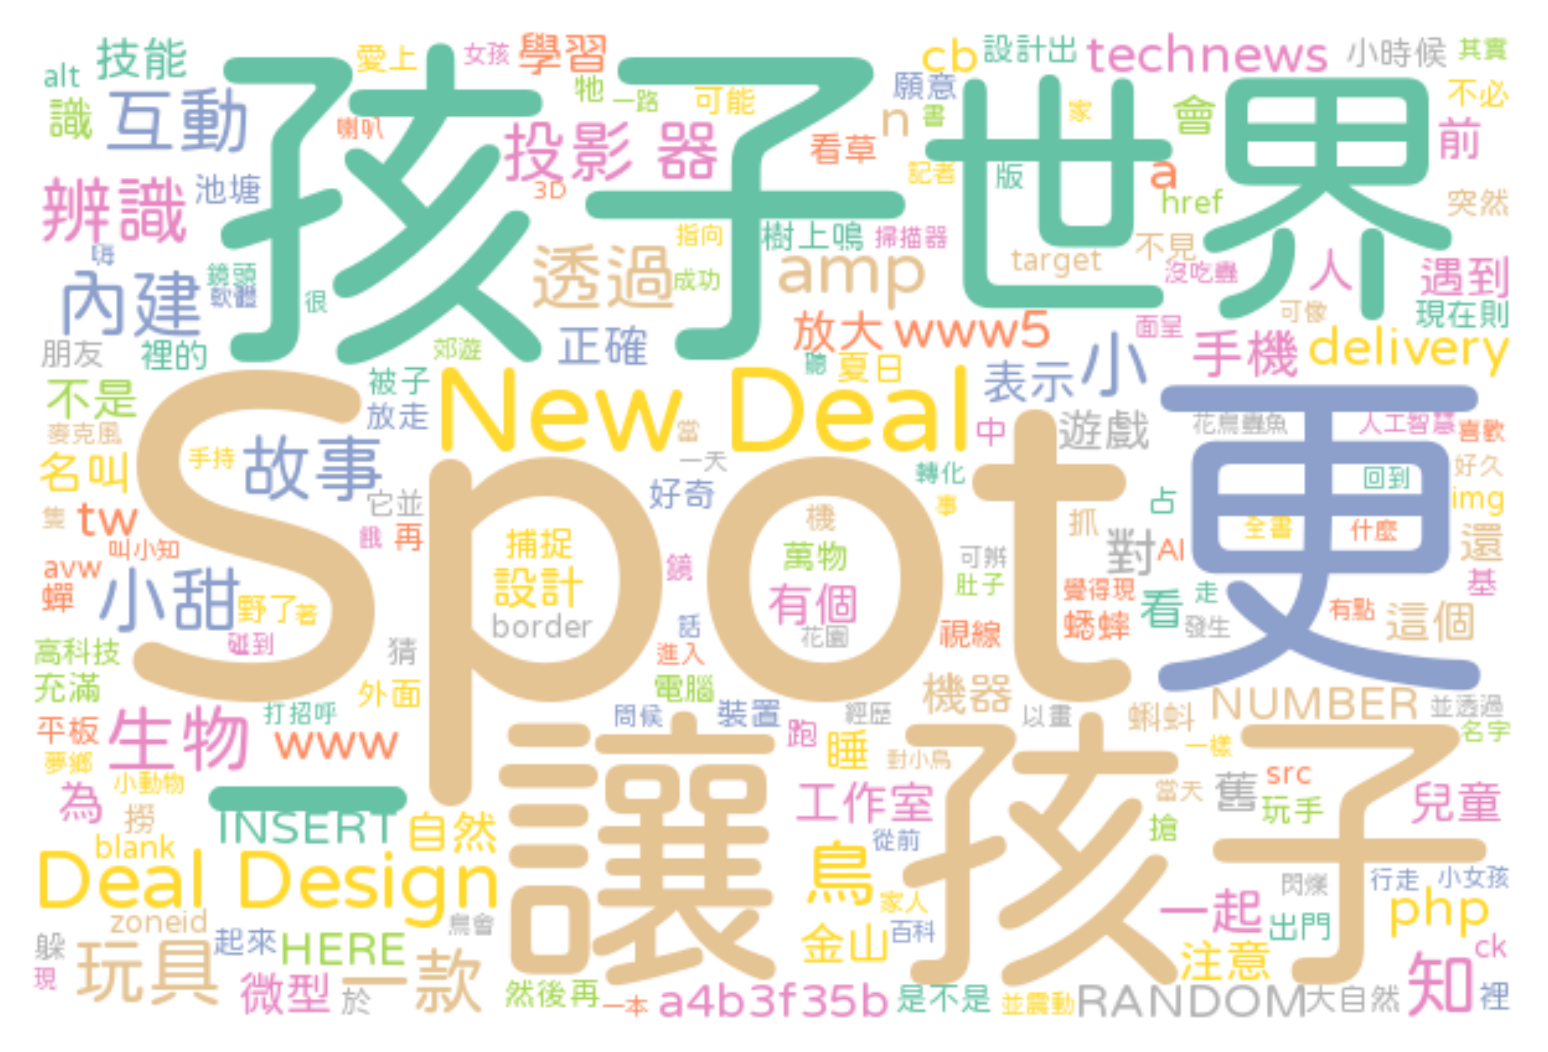 alt
技能
愛上
女孩
學習
cb
設計出
technews
小時候
其實
識
互動
喇叭
牠
一路
可能
願意
n
書
家
會
不必
孩子世界
投影 器
看草
記者
版
a
前
辨識
池塘
3D
href
突然
嗨
指向
樹上鳴
掃描器
不見
內建
鏡頭
軟體
很
透過
成功
amp
target
沒吃蟲
人
遇到
可像
現在則
朋友
裡的
郊遊
正確
放大
www5
面呈
手機
delivery
不是
被子
放走
New Deal
聽
夏日
表示
小
麥克風
當
中
遊戲
花鳥蟲魚
人工智慧
喜歡
名叫
手持
故事
一天
轉化
更
回到
好久
隻
tw
它並
好奇
事
占
img
叫小知
餓
再
Spot
捕捉
機
抓
全書
什麼
還
avw
小甜
設計
鏡
萬物
可辨
肚子
對
AI
基
蟬
野了
著
border
有個
覺得現
看
走
有點
這個
高科技
碰到
猜
話
花園
視線
蟋蟀
發生
充滿
外面
進入
電腦
機器
NUMBER
並透過
平板
生物
打招呼
問候
裝置
經歷
以畫
蝌蚪
名字
夢鄉
www
跑
睡
對小鳥
一樣
小動物
讓孩子
為
撈
_INSERT
自然
工作室
當天
舊
src
玩手
兒童
blank
從前
搶
Deal Design
鳥
閃爍
行走
小女孩
zoneid
鳥會
家人
一起
出門
php
躲
起來
HERE
金山
百科
注意
ck
現
玩具
微型
於
一款
然後再
一本
a4b3f35b
是不是
並震動
RANDOM
大自然
知
裡